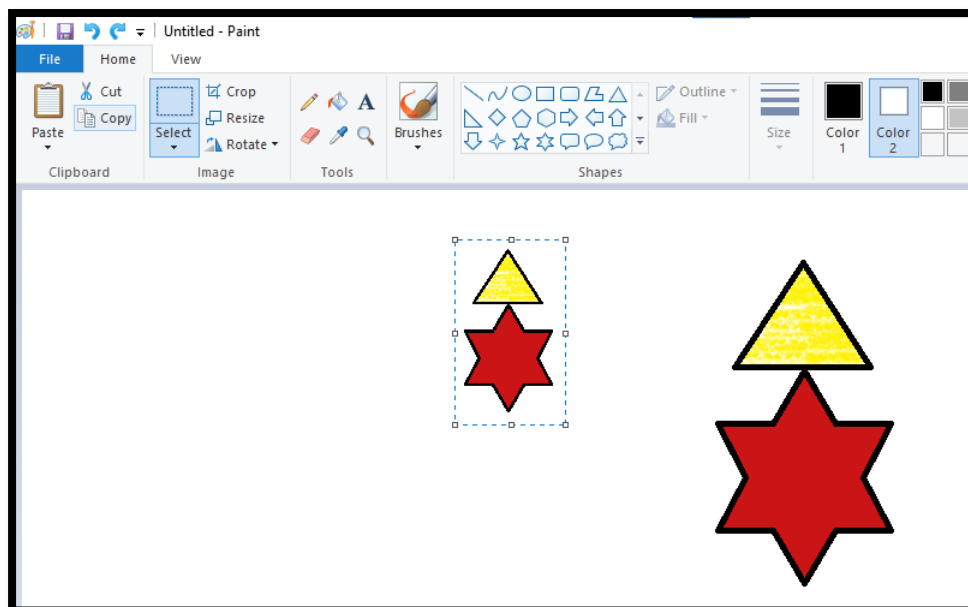 Untitled - Paint
File Home View
Paste
Cut
Copy
Clipboard
Select
Crop
Resize
Rotate
Image
A
Tools
Brushes
Shapes
Outline
Fill
Size
Color
1
Color
2